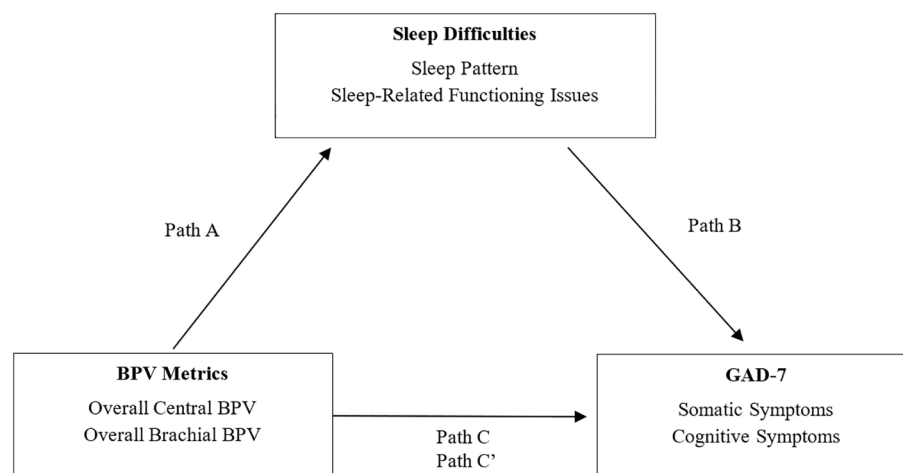 Sleep Difficulties
Sleep Pattern
Sleep-Related Functioning Issues
Path A
Path B
BPV Metrics
Overall Central BPV
Overall Brachial BPV
Path C
Path C’
GAD-7
Somatic Symptoms
Cognitive Symptoms